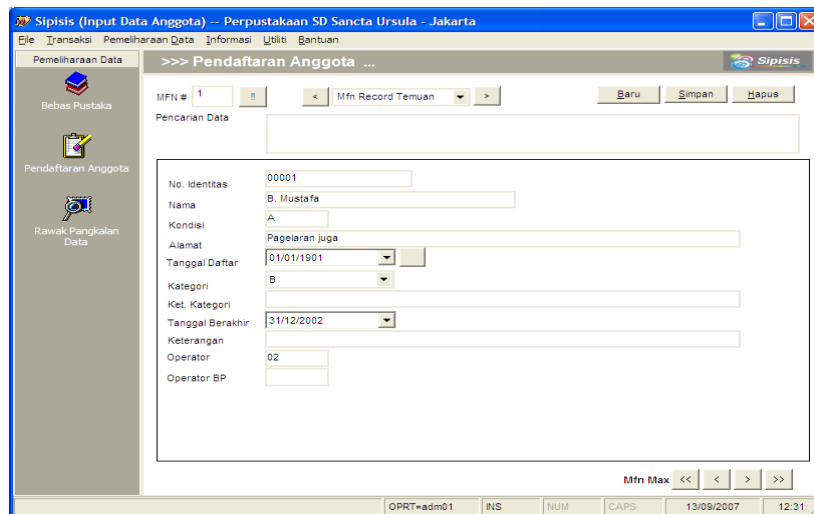 Sipisis (Input Data Anggota) -- Perpustakaan SD Sancta Ursula - Jakarta
File Transaksi Pemeliharaan Data Informasi Utiliti Bantuan
Pemeliharaan Data
>>> Pendaftaran Anggota ...
Sipisis
Bebas Pustaka
Pendaftaran Anggota
Rawak Pangkalan
Data
MFN # 1 !! < Mfn Record Temuan > Baru Simpan Hapus
Pencarian Data
No. Identitas 00001
Nama B. Mustafa
Kondisi A
Alamat Pagelaran juga
Tanggal Daftar 01/01/1901
Kategori B
Ket. Kategori
Tanggal Berakhir 31/12/2002
Keterangan
Operator 02
Operator BP
Mfn Max << < > >>
OPRT=adm01 INS NUM CAPS 13/09/2007 12:31